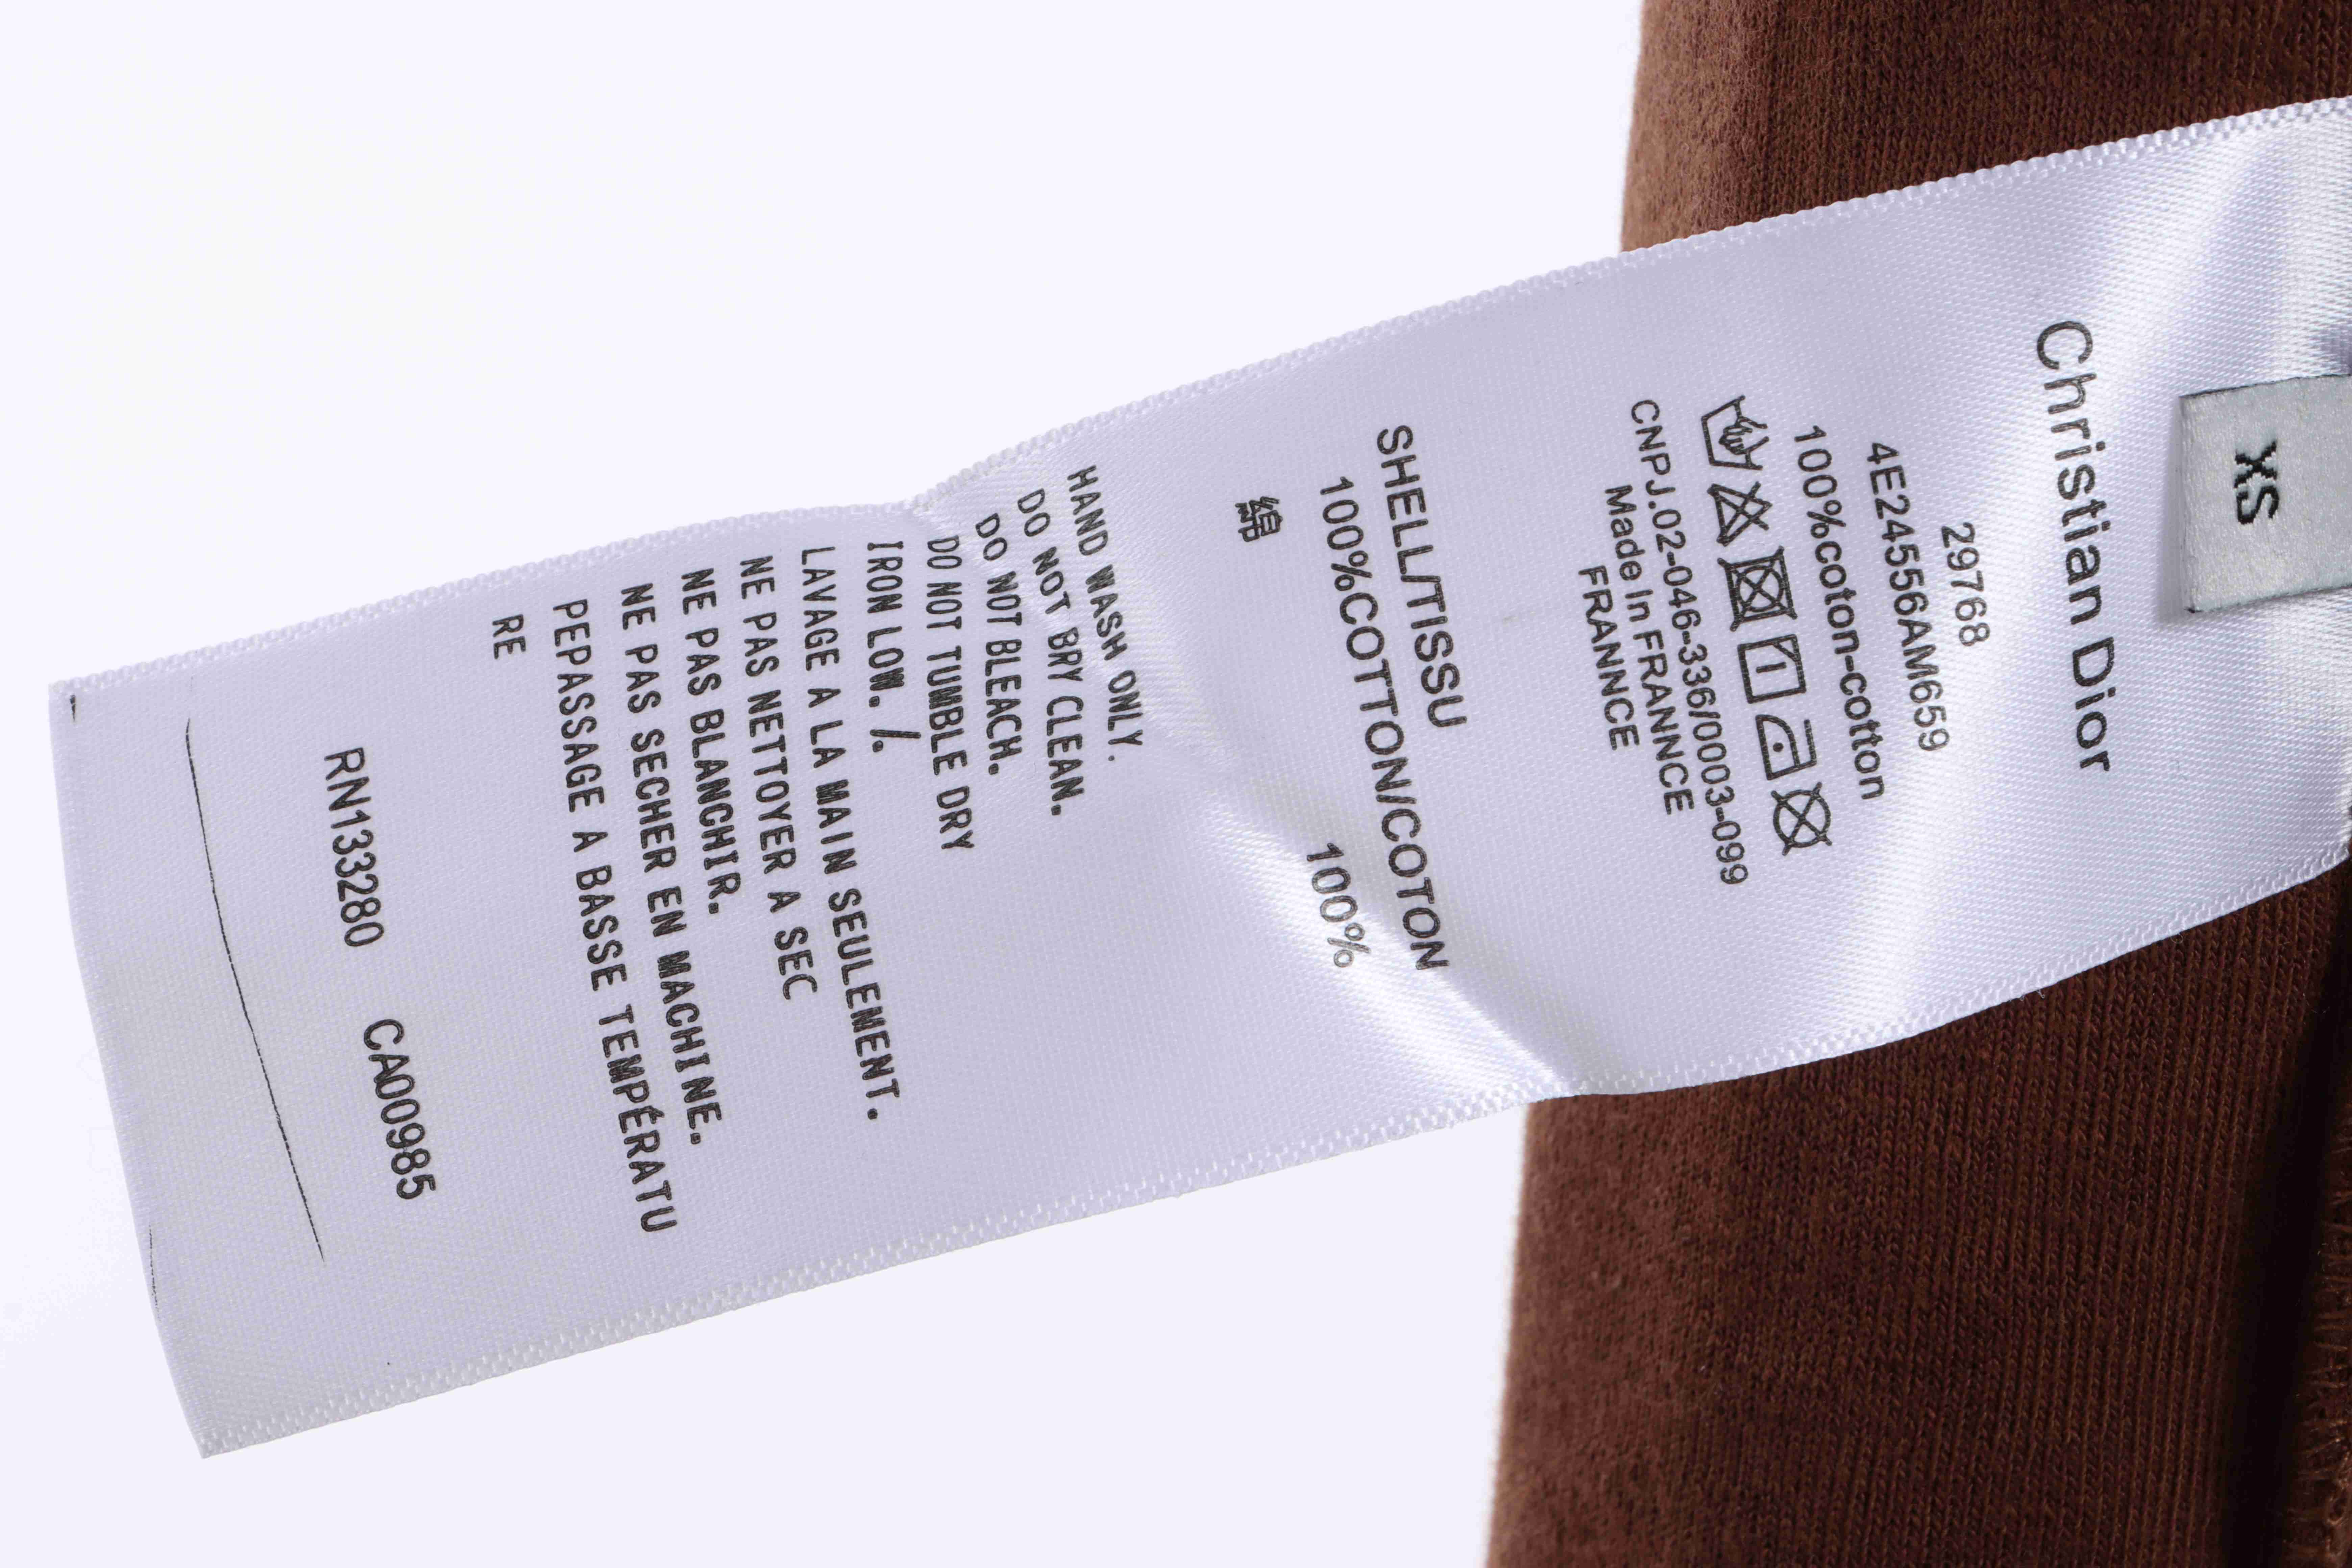 XS
Christian Dior
29768
4E24556AM659
100%coton-cotton
CNPJ.02-046-336/0003-099
Made In FRANNCE
FRANNCE
SHELL/TISSU
100%COTTON/COTON
綿 100%
HAND WASH ONLY.
DO NOT BRY CLEAN.
DO NOT BLEACH.
DO NOT TUMBLE DRY
IRON LOW. /.
LAVAGE A LA MAIN SEULEMENT.
NE PAS NETTOYER A SEC
NE PAS BLANCHIR.
NE PAS SECHER EN MACHINE.
PEPASSAGE A BASSE TEMPÉRATU
RE
RN133280 CA00985